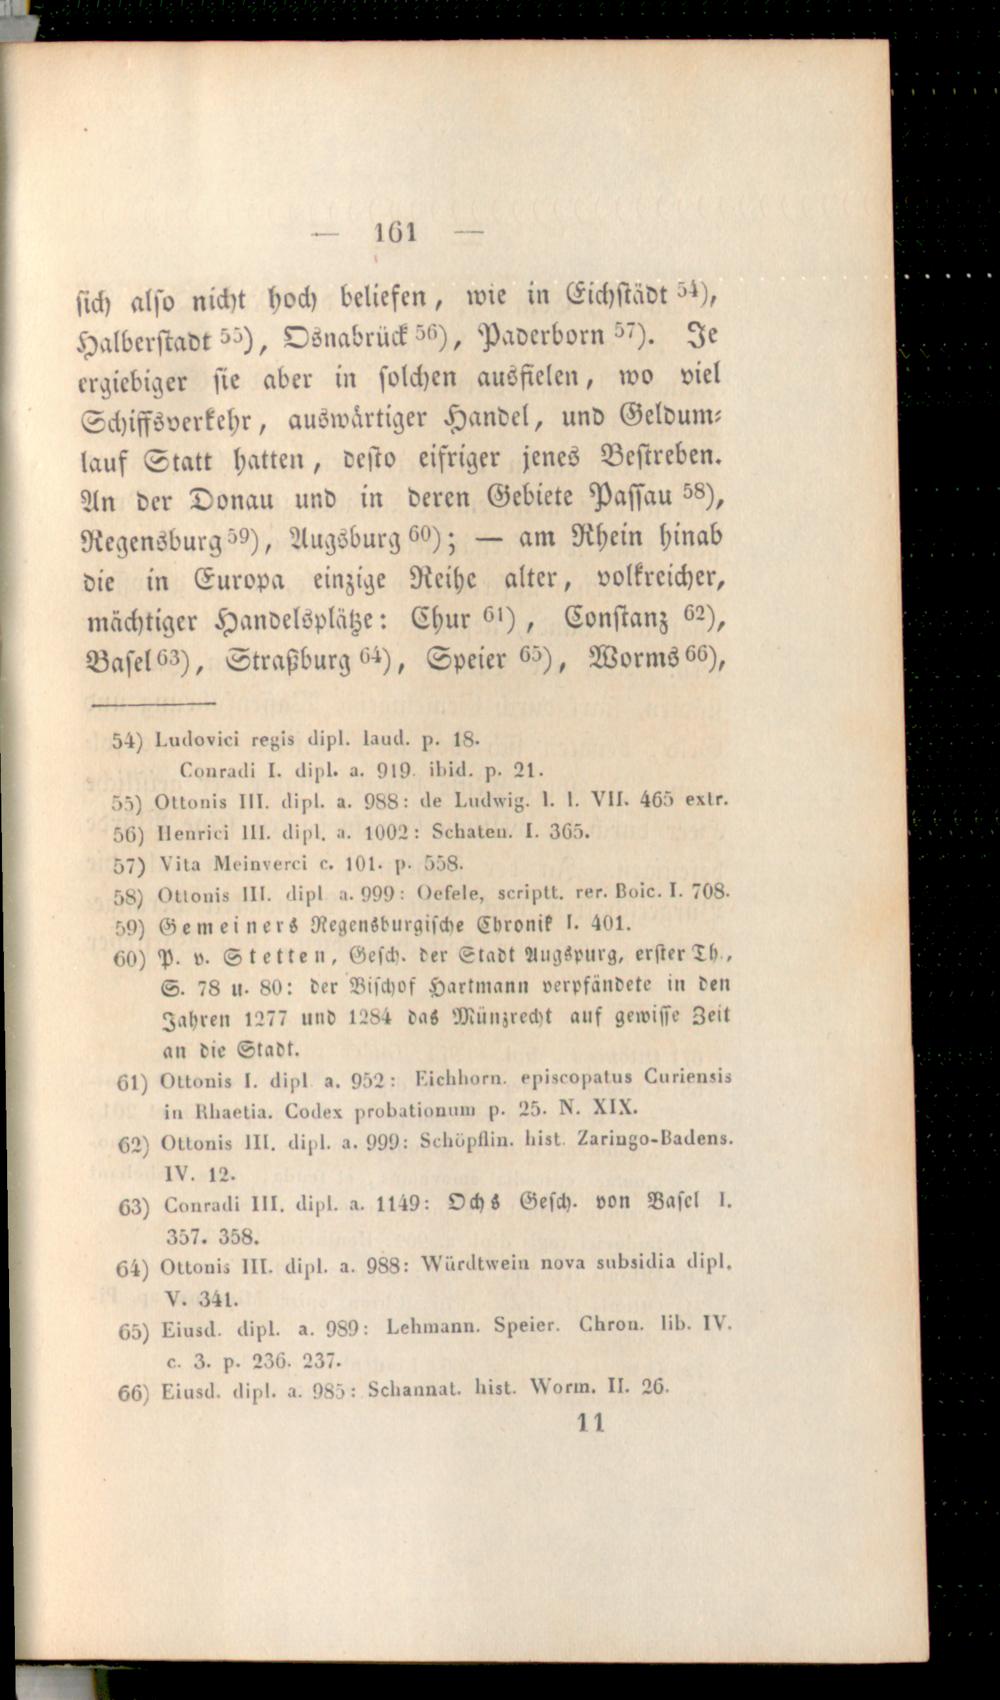 — 161 —
sich also nicht hoch beliefen, wie in Eichstädt 54),
Halberstadt 55), Osnabrück 56), Paderborn 57). Je
ergiebiger sie aber in solchen ausfielen, wo viel
Schiffsverkehr, auswärtiger Handel, und Geldum-
lauf Statt hatten, desto eifriger jenes Bestreben.
An der Donau und in deren Gebiete Passau 58),
Regensburg 59), Augsburg 60); — am Rhein hinab
die in Europa einzige Reihe alter, volkreicher,
mächtiger Handelsplätze: Chur 61), Constanz 62),
Basel 63), Straßburg 64), Speier 65), Worms 66),
54) Ludovici regis dipl. laud. p. 18.
Conradi I. dipl. a. 919. ibid. p. 21.
55) Ottonis III. dipl. a. 988: de Ludwig. l. l. VII. 465 extr.
56) Henrici III. dipl. a. 1002: Schaten. I. 365.
57) Vita Meinverci c. 101. p. 558.
58) Ottonis III. dipl a. 999: Oefele, scriptt. rer. Boic. I. 708.
59) Gemeiners Regensburgische Chronik I. 401.
60) P. v. Stetten, Gesch. der Stadt Augspurg, erster Th.,
S. 78 u. 80: der Bischof Hartmann verpfändete in den
Jahren 1277 und 1284 das Münzrecht auf gewisse Zeit
an die Stadt.
61) Ottonis I. dipl a. 952: Eichhorn. episcopatus Curiensis
in Rhaetia. Codex probationum p. 25. N. XIX.
62) Ottonis III. dipl. a. 999: Schöpflin. hist. Zaringo-Badens.
IV. 12.
63) Conradi III. dipl. a. 1149: Ochs Gesch. von Basel I.
357. 358.
64) Ottonis III. dipl. a. 988: Würdtwein nova subsidia dipl.
V. 341.
65) Eiusd. dipl. a. 989: Lehmann. Speier. Chron. lib. IV.
c. 3. p. 236. 237.
66) Eiusd. dipl. a. 985: Schannat. hist. Worm. II. 26.
11